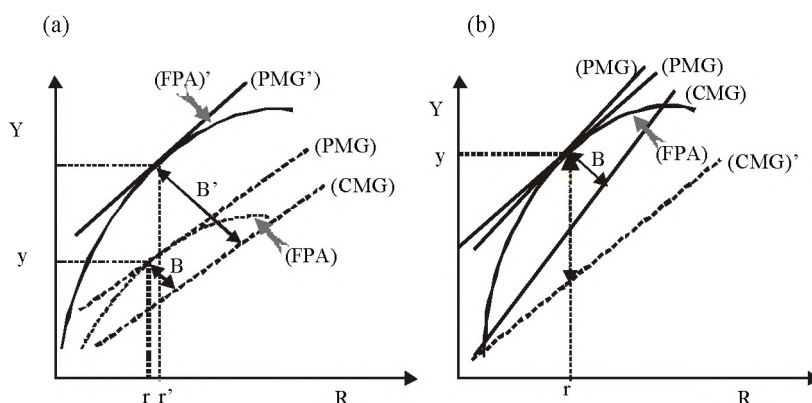 (a)
(FPA)’
(PMG’)
Y
(PMG)
(CMG)
B’
y
B
(FPA)
r r’
R
(b)
(PMG)
(PMG)
(CMG)
Y
y
B
(FPA)
(CMG)’
r
R